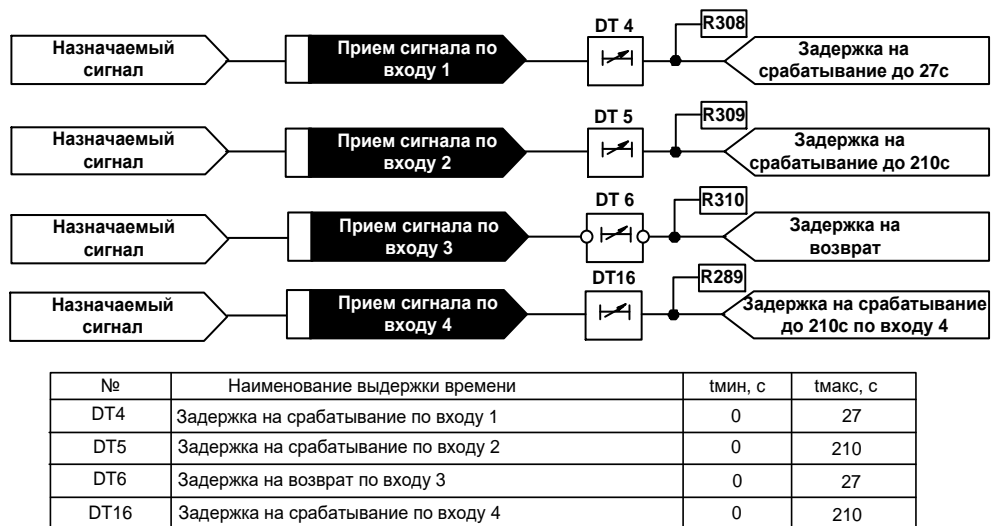 DT 4
R308
Назначаемый
сигнал
Прием сигнала по
входу 1
Задержка на
срабатывание до 27с
DT 5
R309
Назначаемый
сигнал
Прием сигнала по
входу 2
Задержка на
срабатывание до 210с
DT 6
R310
Назначаемый
сигнал
Прием сигнала по
входу 3
Задержка на
возврат
DT16
R289
Назначаемый
сигнал
Прием сигнала по
входу 4
Задержка на срабатывание
до 210с по входу 4
№ Наименование выдержки времени tмин, с tмакс, с
DT4 Задержка на срабатывание по входу 1 0 27
DT5 Задержка на срабатывание по входу 2 0 210
DT6 Задержка на возврат по входу 3 0 27
DT16 Задержка на срабатывание по входу 4 0 210